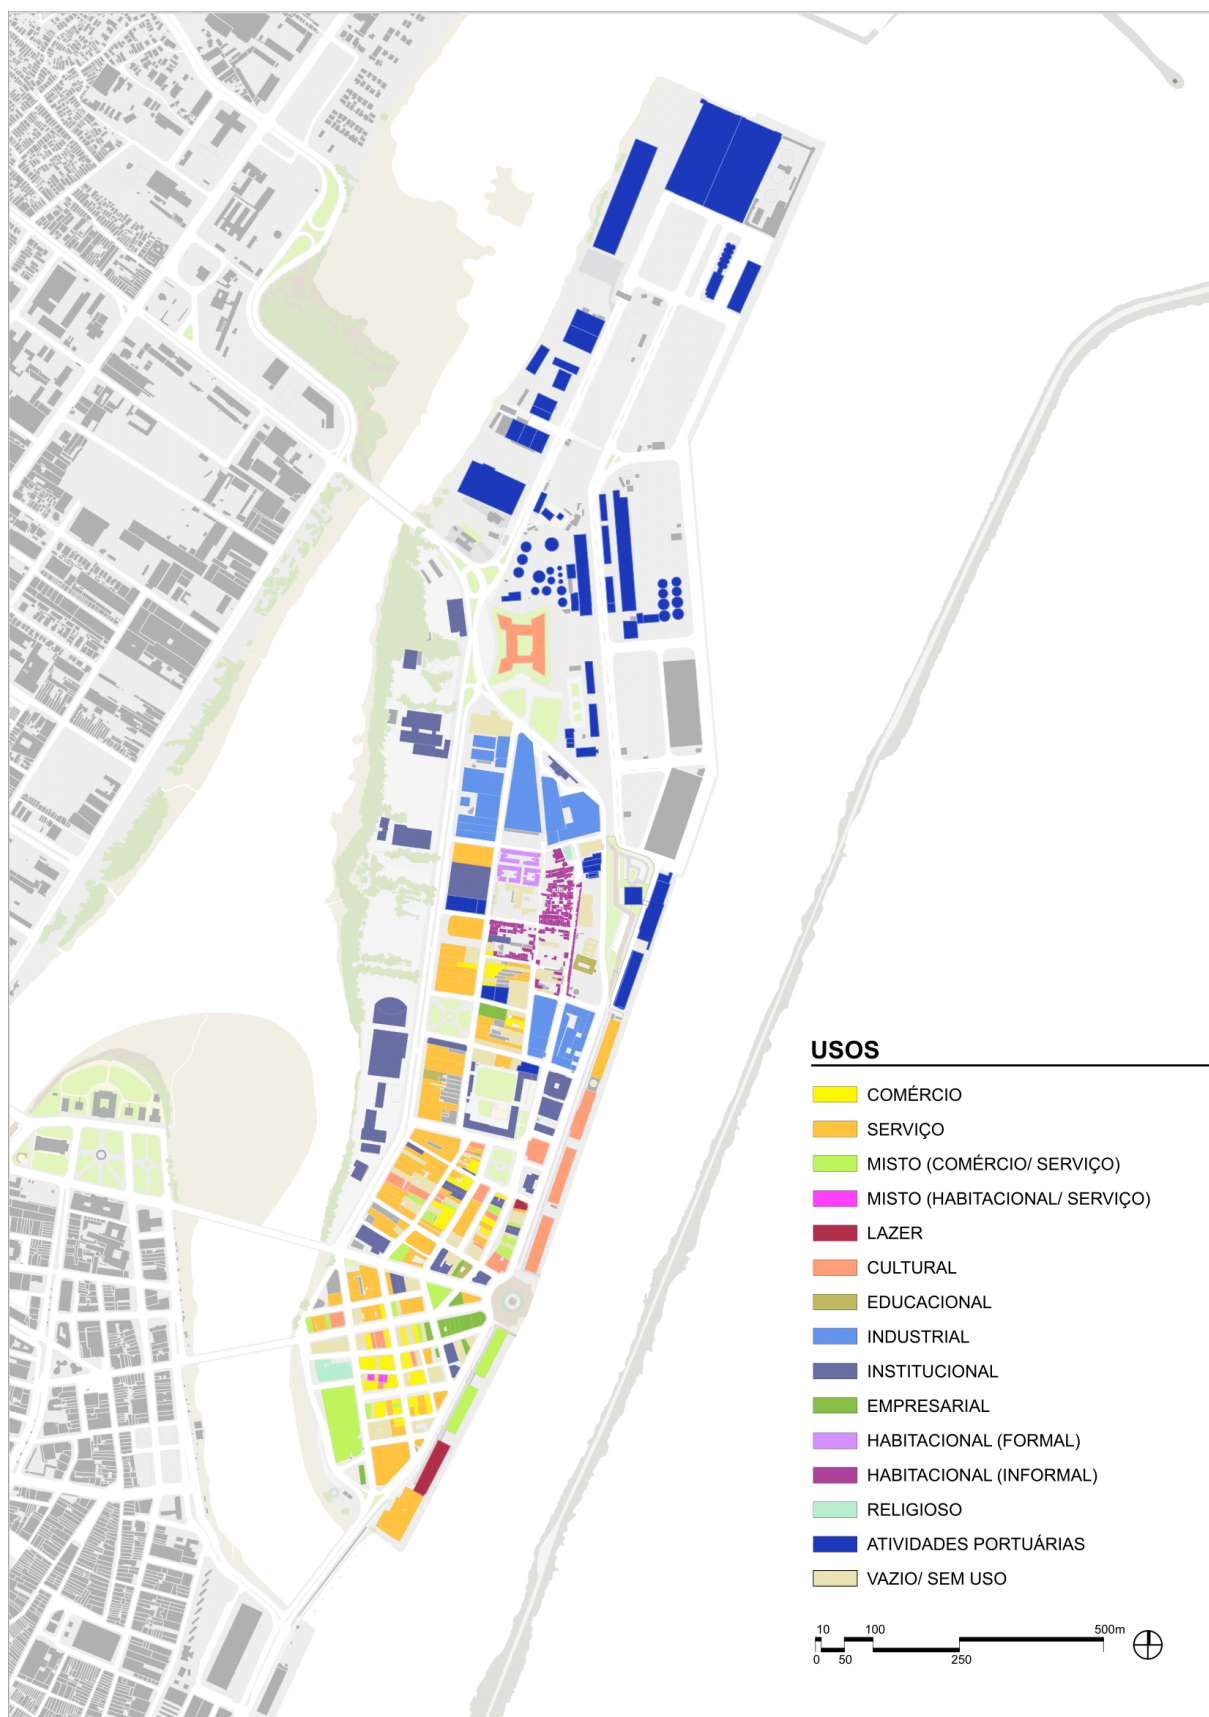 USOS
COMÉRCIO
SERVIÇO
MISTO (COMÉRCIO/ SERVIÇO)
MISTO (HABITACIONAL/ SERVIÇO)
LAZER
CULTURAL
EDUCACIONAL
INDUSTRIAL
INSTITUCIONAL
EMPRESARIAL
HABITACIONAL (FORMAL)
HABITACIONAL (INFORMAL)
RELIGIOSO
ATIVIDADES PORTUÁRIAS
VAZIO/ SEM USO
10 100 500m
0 50 250